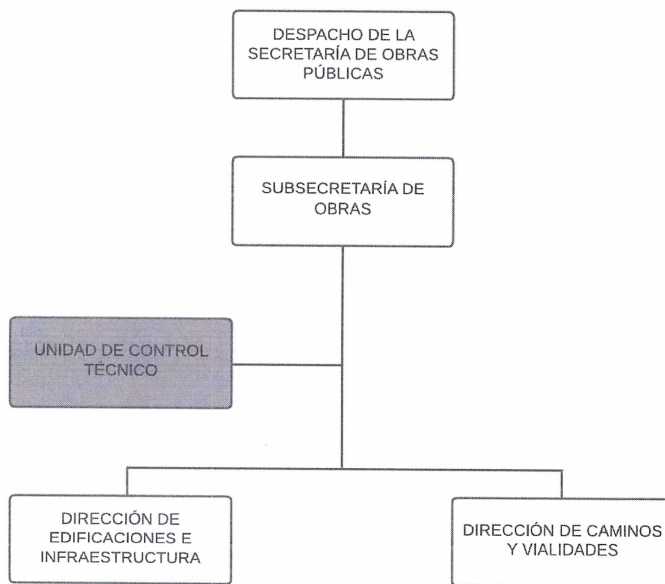 DESPACHO DE LA
SECRETARÍA DE OBRAS
PÚBLICAS
SUBSECRETARÍA DE
OBRAS
UNIDAD DE CONTROL
TÉCNICO
DIRECCIÓN DE
EDIFICACIONES E
INFRAESTRUCTURA
DIRECCIÓN DE CAMINOS
Y VIALIDADES